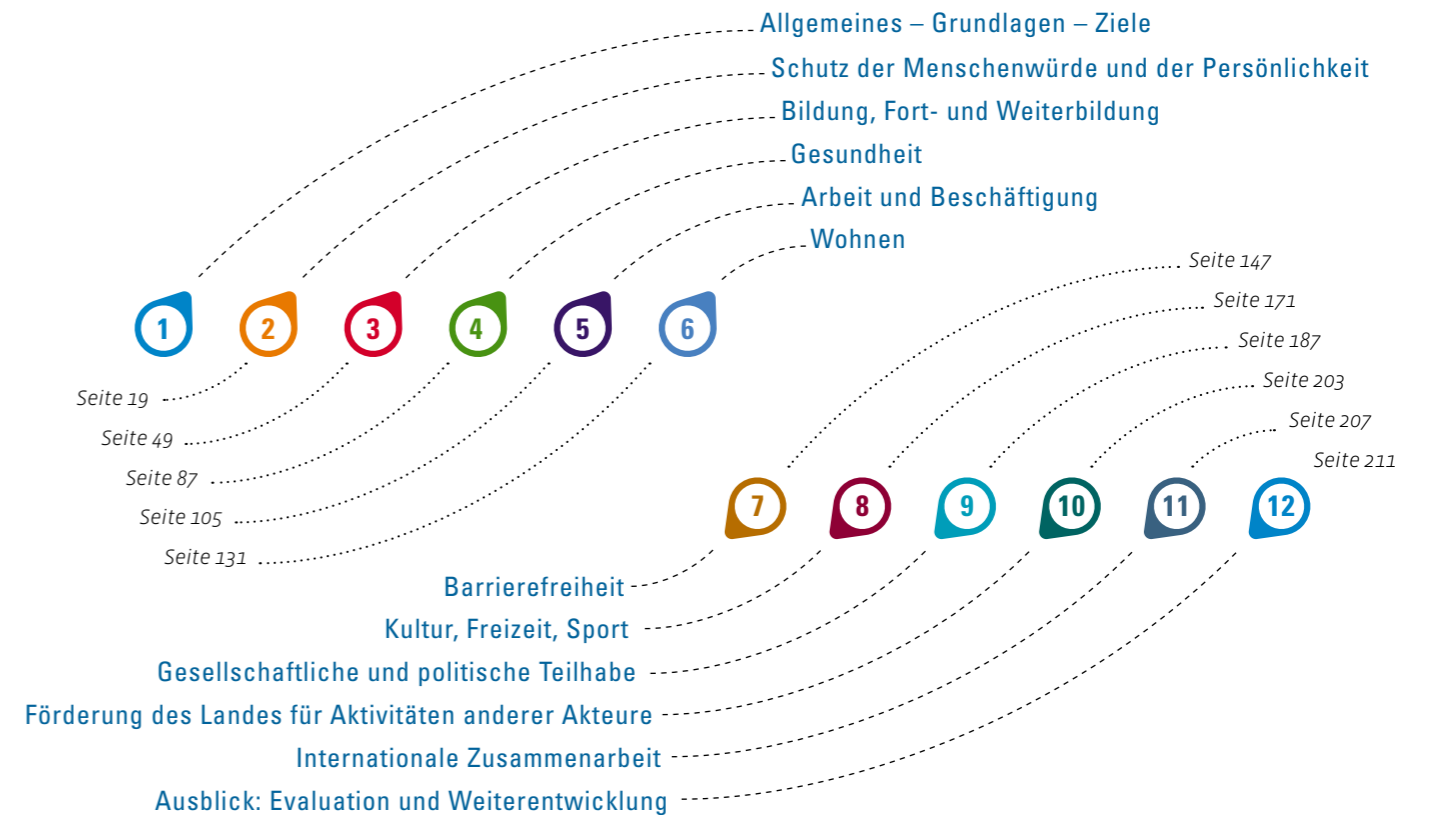 Allgemeines – Grundlagen – Ziele
Schutz der Menschenwürde und der Persönlichkeit
Bildung, Fort- und Weiterbildung
Gesundheit
Arbeit und Beschäftigung
Wohnen
1
2
3
4
5
6
Seite 19
Seite 49
Seite 87
Seite 105
Seite 131
Seite 147
Seite 171
Seite 187
Seite 203
Seite 207
Seite 211
7
8
9
10
11
12
Barrierefreiheit
Kultur, Freizeit, Sport
Gesellschaftliche und politische Teilhabe
Förderung des Landes für Aktivitäten anderer Akteure
Internationale Zusammenarbeit
Ausblick: Evaluation und Weiterentwicklung